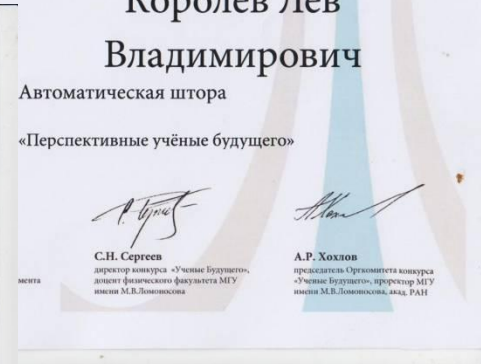 Королев Лев
Владимирович
Автоматическая штора
«Перспективные учёные будущего»
С.Н. Сергеев
директор конкурса «Ученые Будущего»,
доцент физического факультета МГУ
имени М.В.Ломоносова
А.Р. Хохлов
председатель Оргкомитета конкурса
«Ученые Будущего», проректор МГУ
имени М.В.Ломоносова, акад. РАН
мента